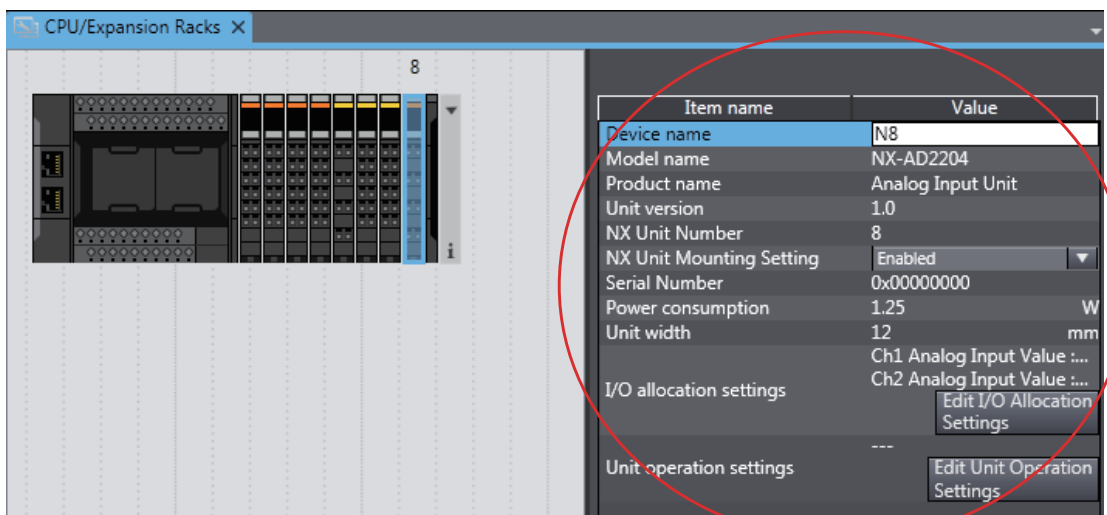 CPU/Expansion Racks X
8
Item name Value
Device name N8
Model name NX-AD2204
Product name Analog Input Unit
Unit version 1.0
NX Unit Number 8
NX Unit Mounting Setting Enabled
Serial Number 0x00000000
Power consumption 1.25 W
Unit width 12 mm
I/O allocation settings
Ch1 Analog Input Value :...
Ch2 Analog Input Value :...
Edit I/O Allocation
Settings
Unit operation settings
---
Edit Unit Operation
Settings
i